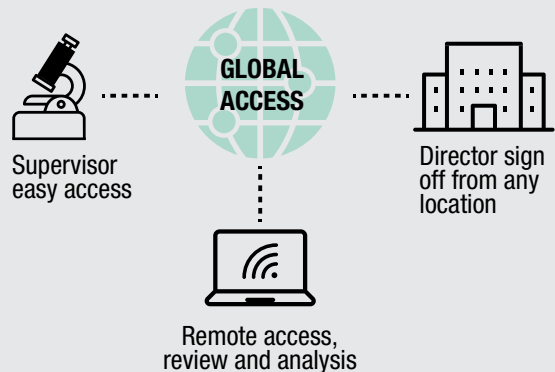 GLOBAL
ACCESS
Supervisor
easy access
Director sign
off from any
location
Remote access,
review and analysis